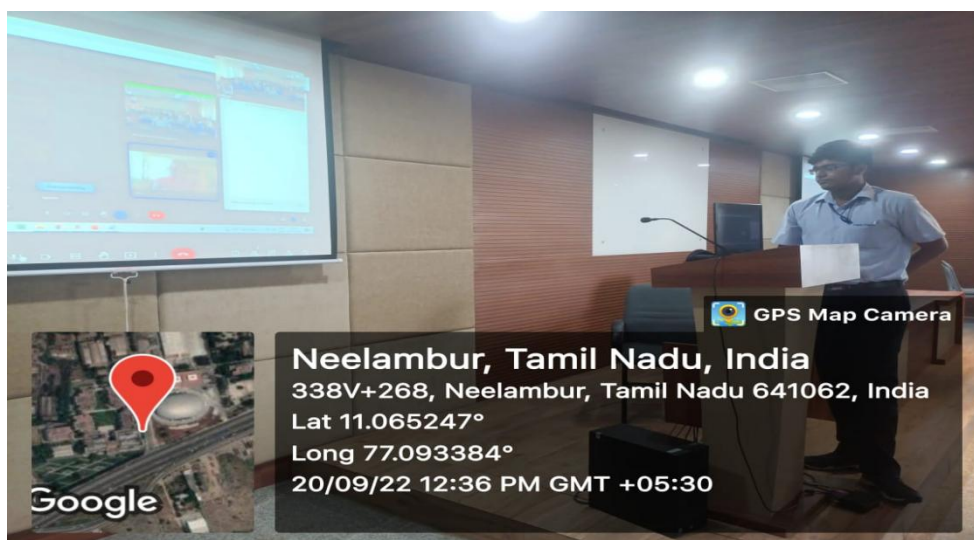 GPS Map Camera
Neelambur, Tamil Nadu, India
338V+268, Neelambur, Tamil Nadu 641062, India
Lat 11.065247°
Long 77.093384°
20/09/22 12:36 PM GMT +05:30
Google